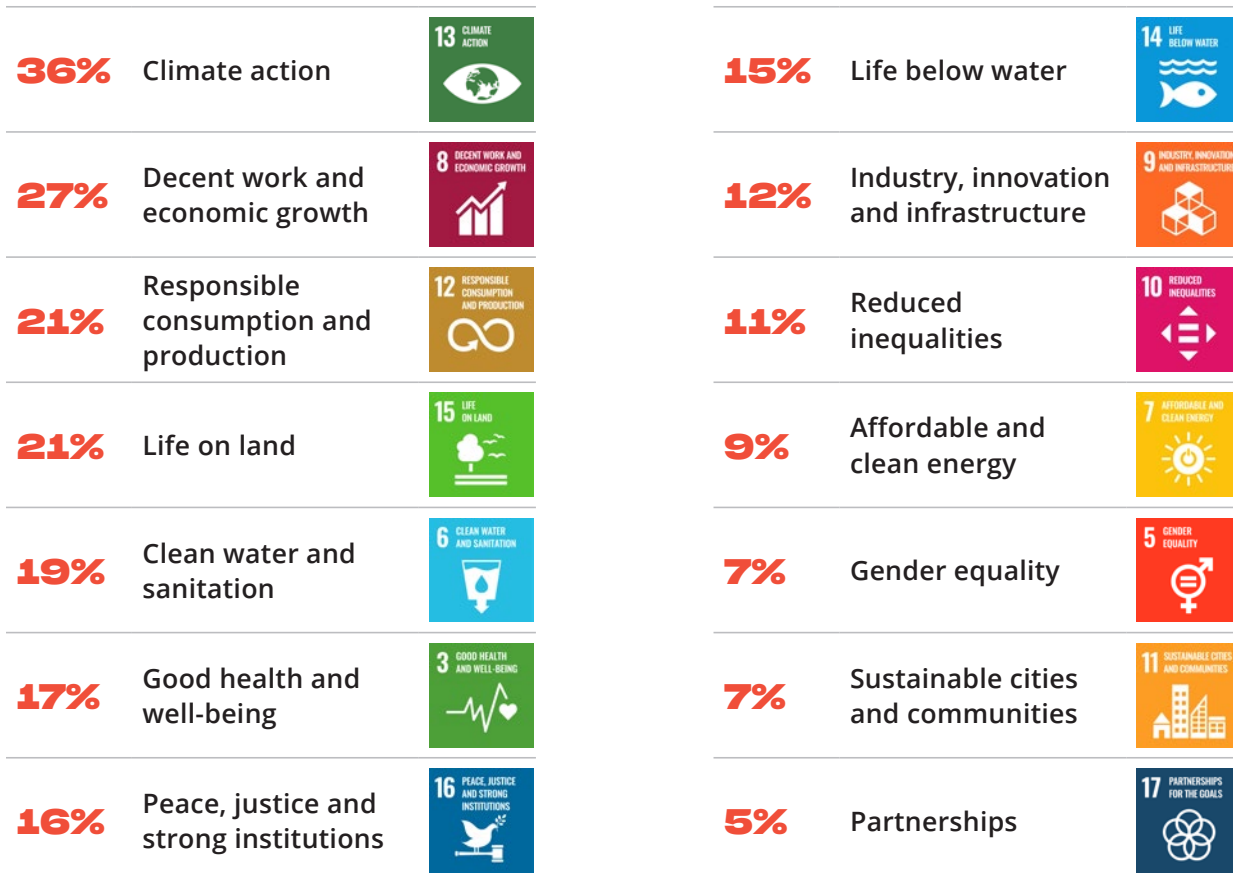 36%
Climate action
13 CLIMATE
ACTION
27%
Decent work and
economic growth
8 DECENT WORK AND
ECONOMIC GROWTH
21%
Responsible
consumption and
production
12 RESPONSIBLE
CONSUMPTION
AND PRODUCTION
21%
Life on land
15 LIFE
ON LAND
19%
Clean water and
sanitation
6 CLEAN WATER
AND SANITATION
17%
Good health and
well-being
3 GOOD HEALTH
AND WELL-BEING
16%
Peace, justice and
strong institutions
16 PEACE, JUSTICE
AND STRONG
INSTITUTIONS
15%
Life below water
14 LIFE
BELOW WATER
12%
Industry, innovation
and infrastructure
9 INDUSTRY, INNOVATION
AND INFRASTRUCTURE
11%
Reduced
inequalities
10 REDUCED
INEQUALITIES
9%
Affordable and
clean energy
7 AFFORDABLE AND
CLEAN ENERGY
7%
Gender equality
5 GENDER
EQUALITY
7%
Sustainable cities
and communities
11 SUSTAINABLE CITIES
AND COMMUNITIES
5%
Partnerships
17 PARTNERSHIPS
FOR THE GOALS